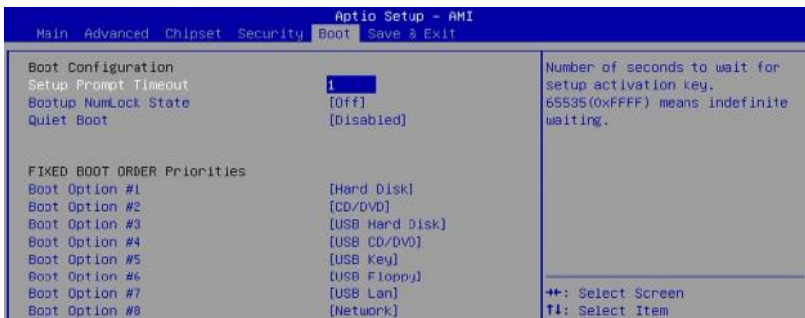 Aptio Setup - AMI
Main Advanced Chipset Security Boot Save & Exit
Boot Configuration
Setup Prompt Timeout 1
Bootup NumLock State [Off]
Quiet Boot [Disabled]
FIXED BOOT ORDER Priorities
Boot Option #1 [Hard Disk]
Boot Option #2 [CD/DVD]
Boot Option #3 [USB Hard Disk]
Boot Option #4 [USB CD/DVD]
Boot Option #5 [USB Key]
Boot Option #6 [USB Floppy]
Boot Option #7 [USB Lan]
Boot Option #8 [Network]
Number of seconds to wait for
setup activation key.
65535(0xFFFF) means indefinite
waiting.
→←: Select Screen
↑↓: Select Item